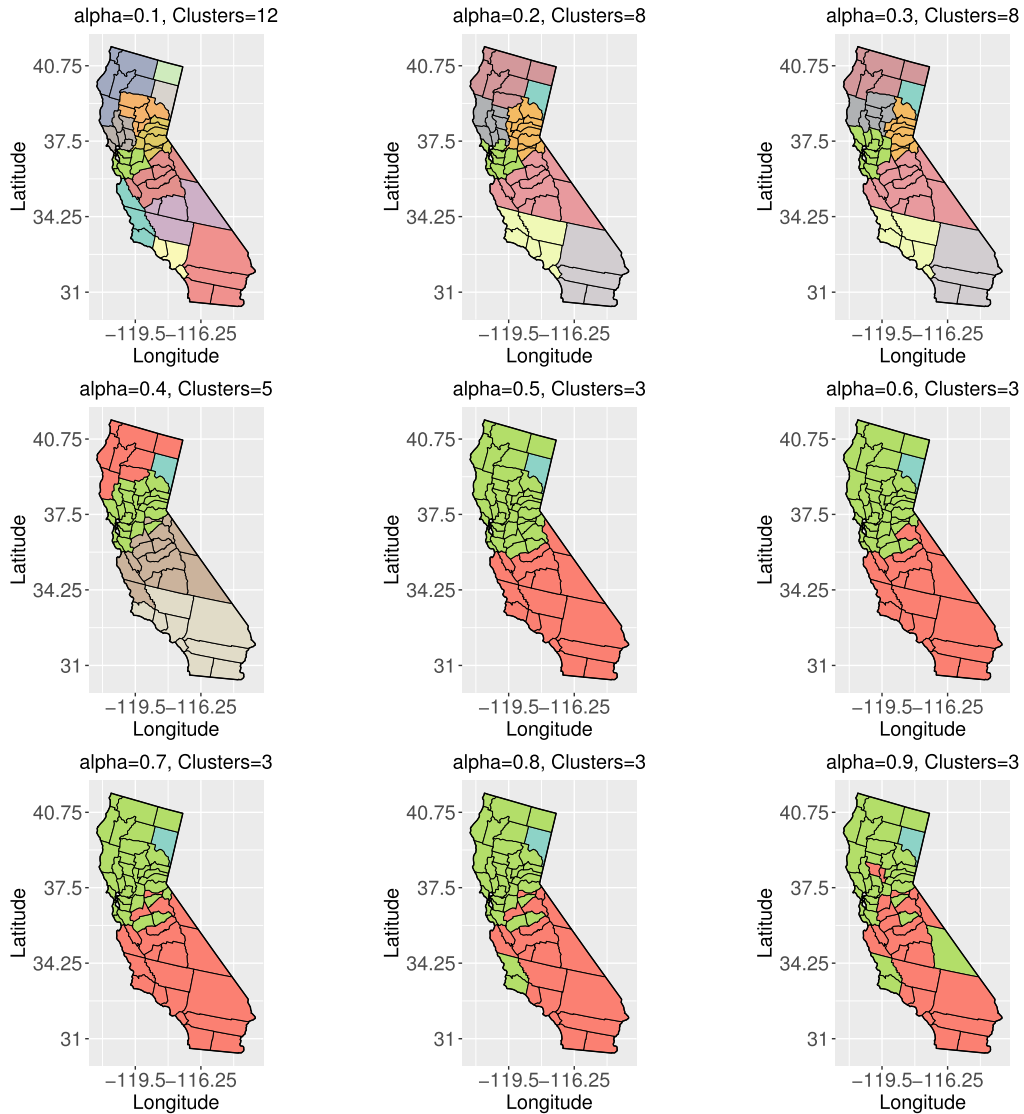 alpha=0.1, Clusters=12
alpha=0.2, Clusters=8
alpha=0.3, Clusters=8
Latitude
40.75
37.5
34.25
31
−119.5
−116.25
Longitude
Latitude
40.75
37.5
34.25
31
−119.5
−116.25
Longitude
Latitude
40.75
37.5
34.25
31
−119.5
−116.25
Longitude
alpha=0.4, Clusters=5
alpha=0.5, Clusters=3
alpha=0.6, Clusters=3
Latitude
40.75
37.5
34.25
31
−119.5
−116.25
Longitude
Latitude
40.75
37.5
34.25
31
−119.5
−116.25
Longitude
Latitude
40.75
37.5
34.25
31
−119.5
−116.25
Longitude
alpha=0.7, Clusters=3
alpha=0.8, Clusters=3
alpha=0.9, Clusters=3
Latitude
40.75
37.5
34.25
31
−119.5
−116.25
Longitude
Latitude
40.75
37.5
34.25
31
−119.5
−116.25
Longitude
Latitude
40.75
37.5
34.25
31
−119.5
−116.25
Longitude